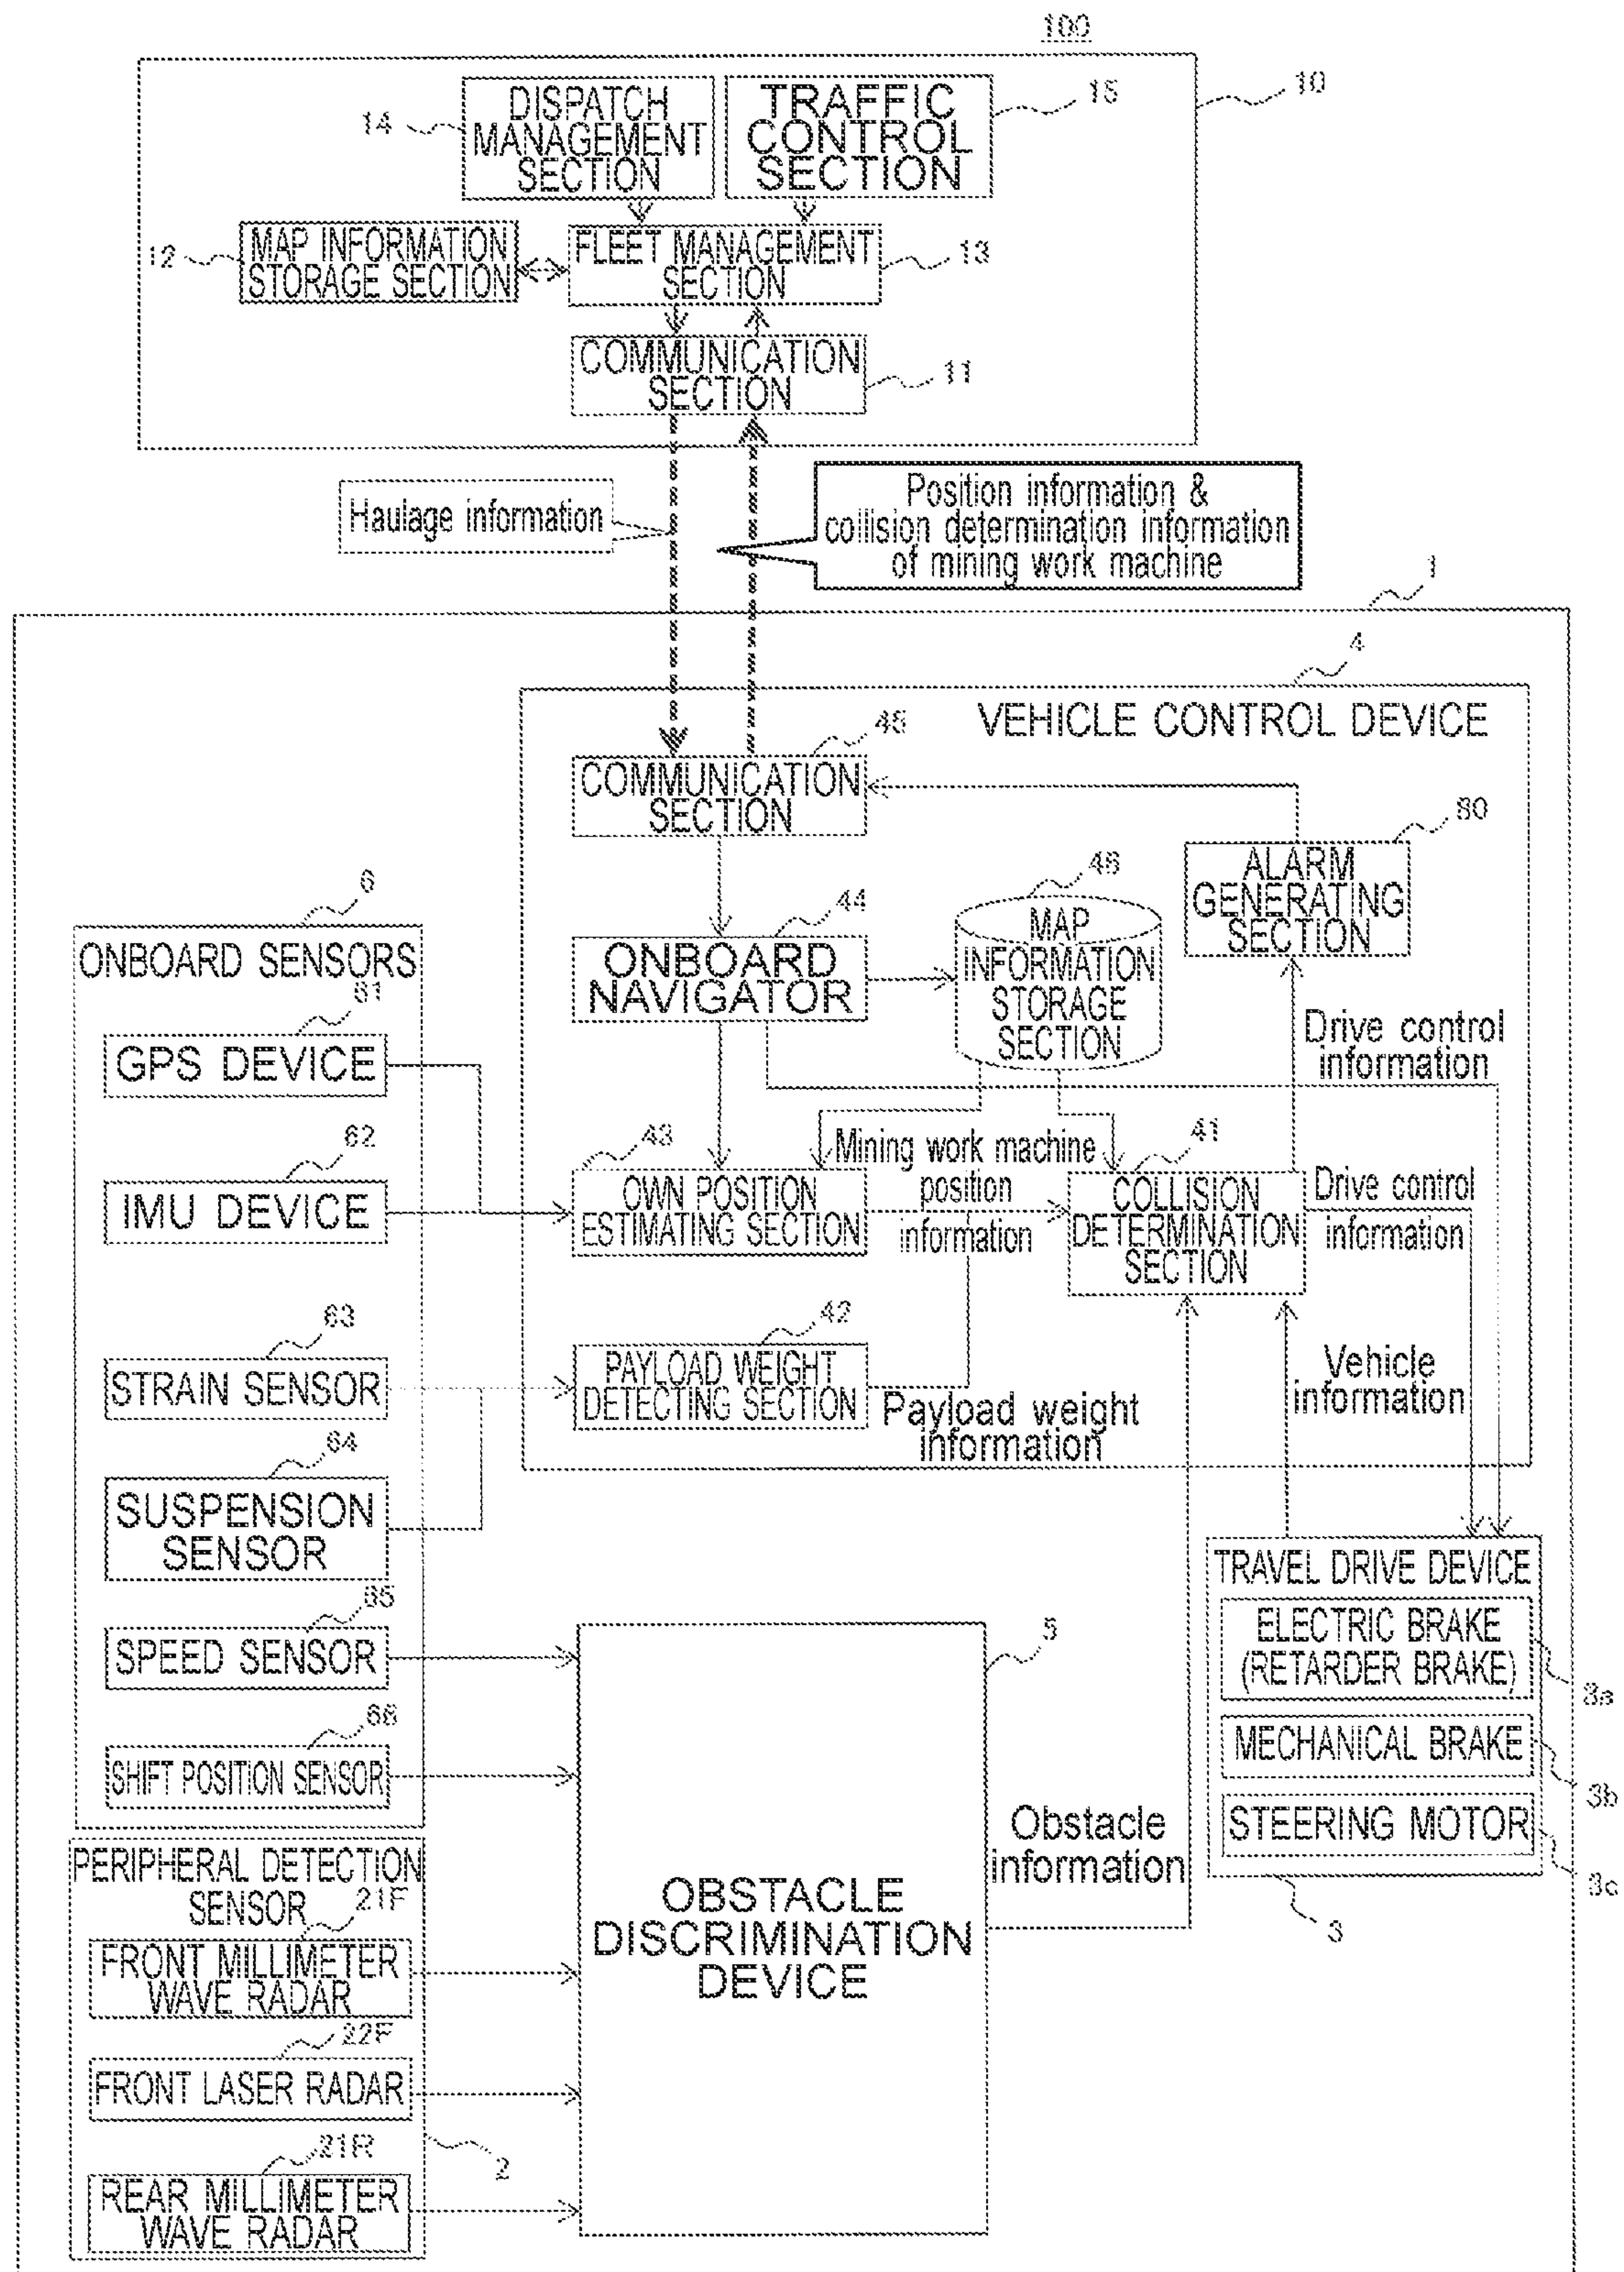 100
10
14
DISPATCH
MANAGEMENT
SECTION
TRAFFIC
CONTROL
SECTION
15
12
MAP INFORMATION
STORAGE SECTION
FLEET MANAGEMENT
SECTION
13
COMMUNICATION
SECTION
11
Haulage information
Position information &
collision determination information
of mining work machine
1
4
VEHICLE CONTROL DEVICE
45
COMMUNICATION
SECTION
80
ALARM
GENERATING
SECTION
46
MAP
INFORMATION
STORAGE
SECTION
44
ONBOARD
NAVIGATOR
6
ONBOARD SENSORS
61
GPS DEVICE
Drive control
information
62
IMU DEVICE
43
OWN POSITION
ESTIMATING SECTION
Mining work machine
position
information
41
COLLISION
DETERMINATION
SECTION
Drive control
information
63
STRAIN SENSOR
42
PAYLOAD WEIGHT
DETECTING SECTION
Payload weight
information
Vehicle
information
64
SUSPENSION
SENSOR
65
SPEED SENSOR
66
SHIFT POSITION SENSOR
5
OBSTACLE
DISCRIMINATION
DEVICE
Obstacle
information
TRAVEL DRIVE DEVICE
ELECTRIC BRAKE
(RETARDER BRAKE)
3a
MECHANICAL BRAKE
3b
STEERING MOTOR
3c
3
PERIPHERAL DETECTION
SENSOR
21F
FRONT MILLIMETER
WAVE RADAR
22F
FRONT LASER RADAR
21R
2
REAR MILLIMETER
WAVE RADAR